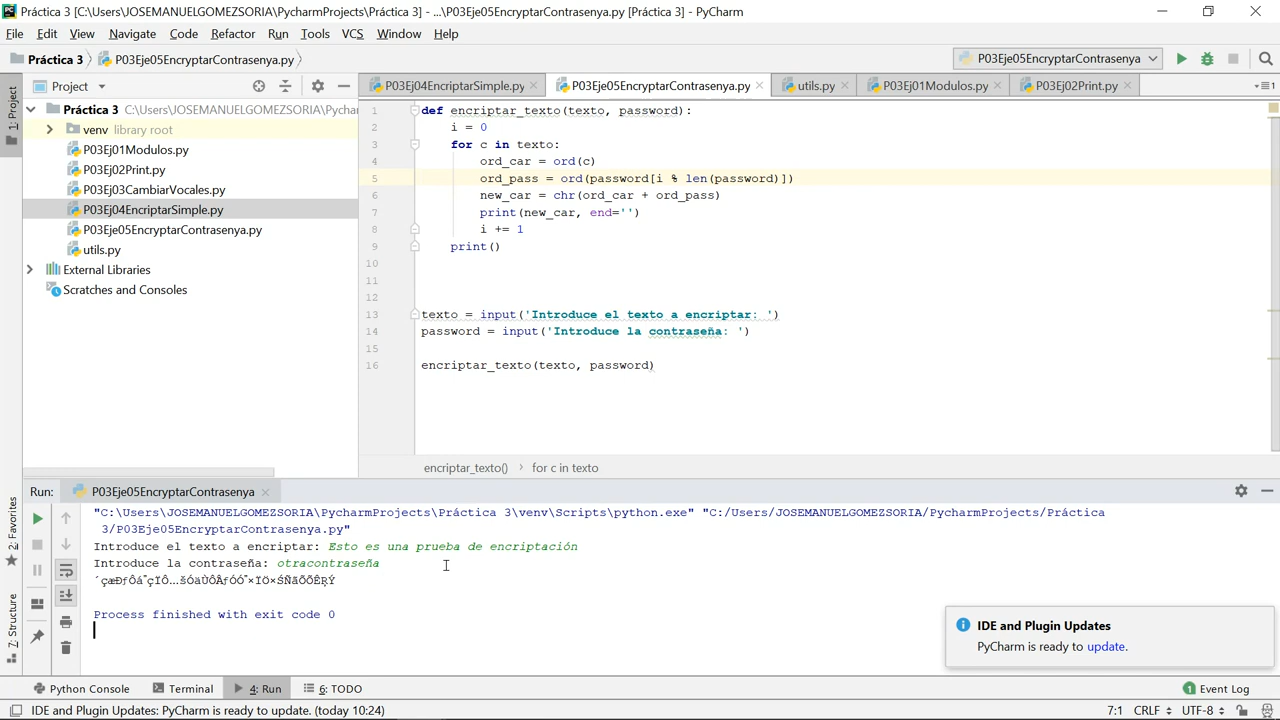 Práctica 3 [C:\Users\JOSEMANUELGOMEZSORIA\PycharmProjects\Práctica 3] - ...\P03Eje05EncryptarContrasenya.py [Práctica 3] - PyCharm
File Edit View Navigate Code Refactor Run Tools VCS Window Help
Práctica 3 P03Eje05EncryptarContrasenya.py P03Eje05EncryptarContrasenya
Project P03Ej04EncriptarSimple.py P03Eje05EncryptarContrasenya.py utils.py P03Ej01Modulos.py P03Ej02Print.py
1: Project
Práctica 3 C:\Users\JOSEMANUELGOMEZSORIA\Pychar
venv library root
P03Ej01Modulos.py
P03Ej02Print.py
P03Ej03CambiarVocales.py
P03Ej04EncriptarSimple.py
P03Eje05EncryptarContrasenya.py
utils.py
External Libraries
Scratches and Consoles
1 def encriptar_texto(texto, password):
2 i = 0
3 for c in texto:
4 ord_car = ord(c)
5 ord_pass = ord(password[i % len(password)])
6 new_car = chr(ord_car + ord_pass)
7 print(new_car, end='')
8 i += 1
9 print()
10
11
12
13 texto = input('Introduce el texto a encriptar: ')
14 password = input('Introduce la contraseña: ')
15
16 encriptar_texto(texto, password)
encriptar_texto() for c in texto
Run: P03Eje05EncryptarContrasenya
2: Favorites
7: Structure
"C:\Users\JOSEMANUELGOMEZSORIA\PycharmProjects\Práctica 3\venv\Scripts\python.exe" "C:/Users/JOSEMANUELGOMEZSORIA/PycharmProjects/Práctica
3/P03Eje05EncryptarContrasenya.py"
Introduce el texto a encriptar: Esto es una prueba de encriptación
Introduce la contraseña: otracontraseña
Process finished with exit code 0
IDE and Plugin Updates
PyCharm is ready to update.
Python Console Terminal 4: Run 6: TODO 1 Event Log
IDE and Plugin Updates: PyCharm is ready to update. (today 10:24) 7:1 CRLF UTF-8